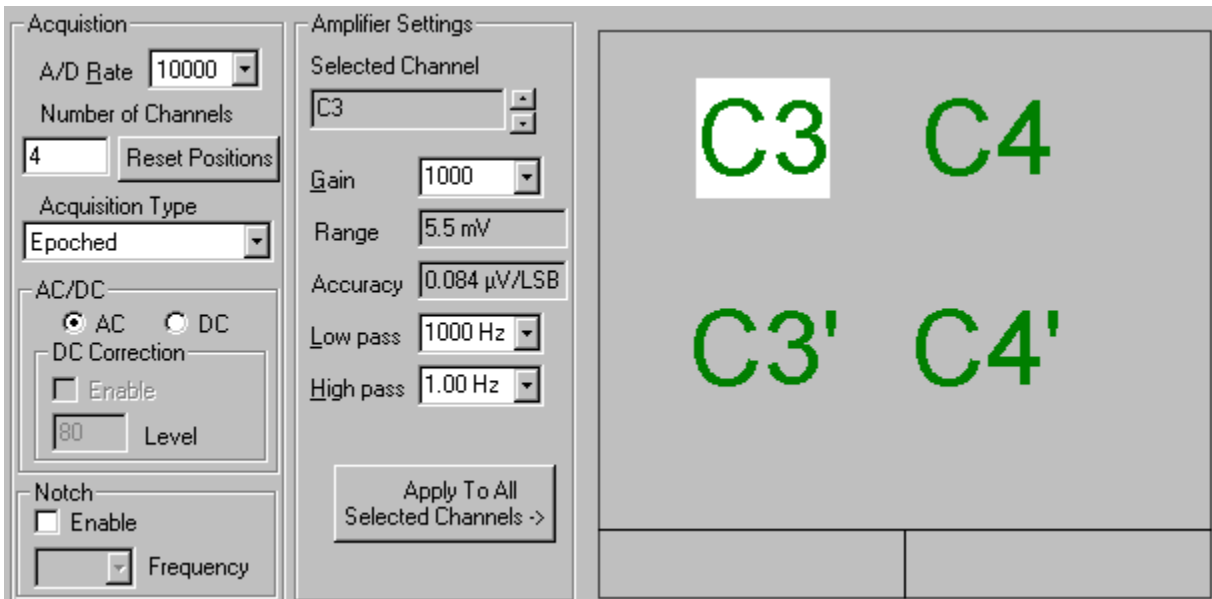 Acquistion
A/D Rate 10000
Number of Channels
4 Reset Positions
Acquisition Type
Epoched
AC/DC
AC DC
DC Correction
Enable
80 Level
Notch
Enable
Frequency
Amplifier Settings
Selected Channel
C3
Gain 1000
Range 5.5 mV
Accuracy 0.084 µV/LSB
Low pass 1000 Hz
High pass 1.00 Hz
Apply To All
Selected Channels ->
C3 C4
C3' C4'